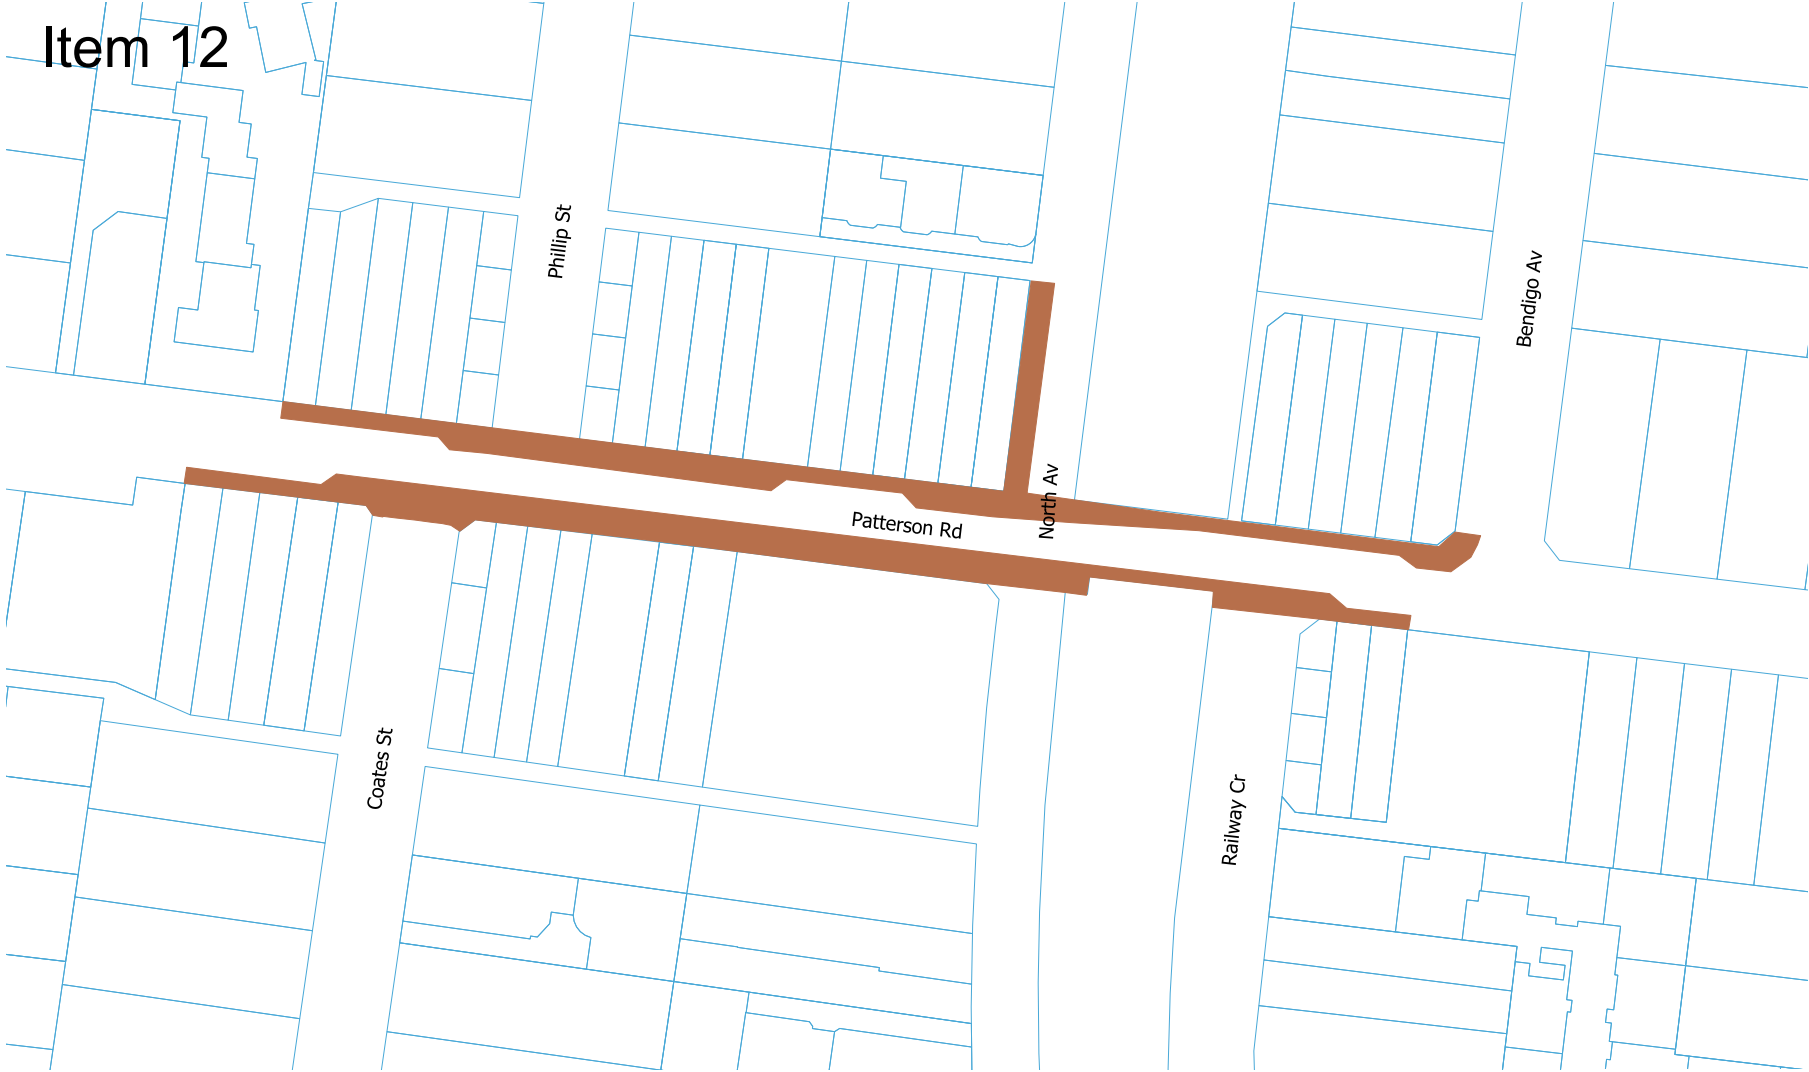 Item 12
Phillip St
Bendigo Av
North Av
Patterson Rd
Coates St
Railway Cr